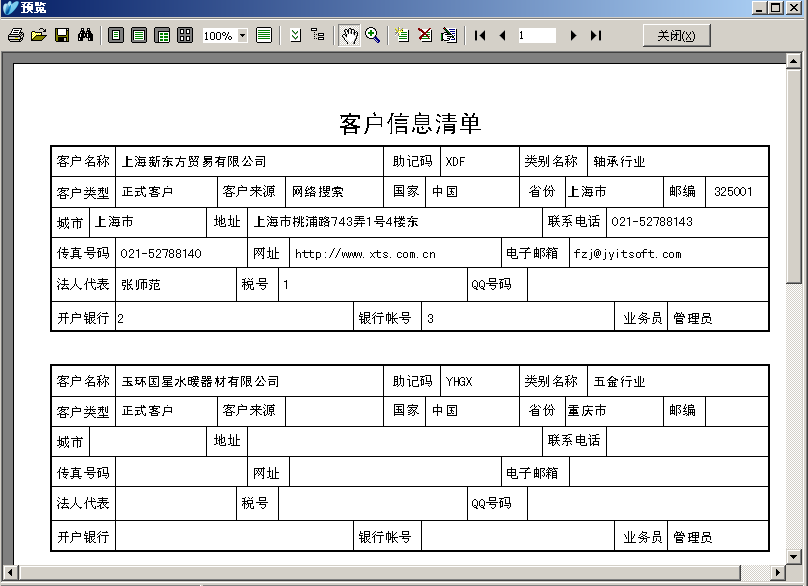 预览
100% 1 关闭(X)
客户信息清单
客户名称 上海新东方贸易有限公司 助记码 XDF 类别名称 轴承行业
客户类型 正式客户 客户来源 网络搜索 国家 中国 省份 上海市 邮编 325001
城市 上海市 地址 上海市桃浦路743弄1号4楼东 联系电话 021-52788143
传真号码 021-52788140 网址 http://www.xts.com.cn 电子邮箱 fzj@jyitsoft.com
法人代表 张师范 税号 1 QQ号码
开户银行 2 银行帐号 3 业务员 管理员
客户名称 玉环国星水暖器材有限公司 助记码 YHGX 类别名称 五金行业
客户类型 正式客户 客户来源 国家 中国 省份 重庆市 邮编
城市 地址 联系电话
传真号码 网址 电子邮箱
法人代表 税号 QQ号码
开户银行 银行帐号 业务员 管理员